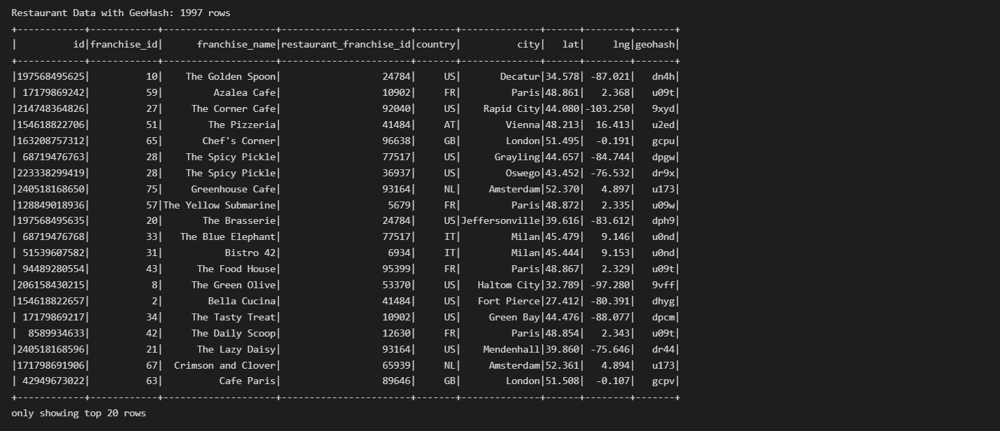 Restaurant Data with GeoHash: 1997 rows
+------------+------------+--------------------+-----------------------+-------+--------------+------+--------+-------+
|          id|franchise_id|      franchise_name|restaurant_franchise_id|country|          city|   lat|     lng|geohash|
+------------+------------+--------------------+-----------------------+-------+--------------+------+--------+-------+
|197568495625|          10|    The Golden Spoon|                  24784|     US|       Decatur|34.578| -87.021|   dn4h|
| 17179869242|          59|         Azalea Cafe|                  10902|     FR|         Paris|48.861|   2.368|   u09t|
|214748364826|          27|     The Corner Cafe|                  92040|     US|    Rapid City|44.080|-103.250|   9xyd|
|154618822706|          51|        The Pizzeria|                  41484|     AT|        Vienna|48.213|  16.413|   u2ed|
|163208757312|          65|       Chef's Corner|                  96638|     GB|        London|51.495|  -0.191|   gcpu|
| 68719476763|          28|    The Spicy Pickle|                  77517|     US|      Grayling|44.657| -84.744|   dpgw|
|223338299419|          28|    The Spicy Pickle|                  36937|     US|        Oswego|43.452| -76.532|   dr9x|
|240518168650|          75|     Greenhouse Cafe|                  93164|     NL|     Amsterdam|52.370|   4.897|   u173|
|128849018936|          57|The Yellow Submarine|                   5679|     FR|         Paris|48.872|   2.335|   u09w|
|197568495635|          20|       The Brasserie|                  24784|     US|Jeffersonville|39.616| -83.612|   dph9|
| 68719476768|          33|   The Blue Elephant|                  77517|     IT|         Milan|45.479|   9.146|   u0nd|
| 51539607582|          31|           Bistro 42|                   6934|     IT|         Milan|45.444|   9.153|   u0nd|
| 94489280554|          43|      The Food House|                  95399|     FR|         Paris|48.867|   2.329|   u09t|
|206158430215|           8|     The Green Olive|                  53370|     US|   Haltom City|32.789| -97.280|   9vff|
|154618822657|           2|        Bella Cucina|                  41484|     US|   Fort Pierce|27.412| -80.391|   dhyg|
| 17179869217|          34|     The Tasty Treat|                  10902|     US|     Green Bay|44.476| -88.077|   dpcm|
|  8589934633|          42|     The Daily Scoop|                  12630|     FR|         Paris|48.854|   2.343|   u09t|
|240518168596|          21|      The Lazy Daisy|                  93164|     US|    Mendenhall|39.860| -75.646|   dr44|
|171798691906|          67|  Crimson and Clover|                  65939|     NL|     Amsterdam|52.361|   4.894|   u173|
| 42949673022|          63|          Cafe Paris|                  89646|     GB|        London|51.508|  -0.107|   gcpv|
+------------+------------+--------------------+-----------------------+-------+--------------+------+--------+-------+
only showing top 20 rows